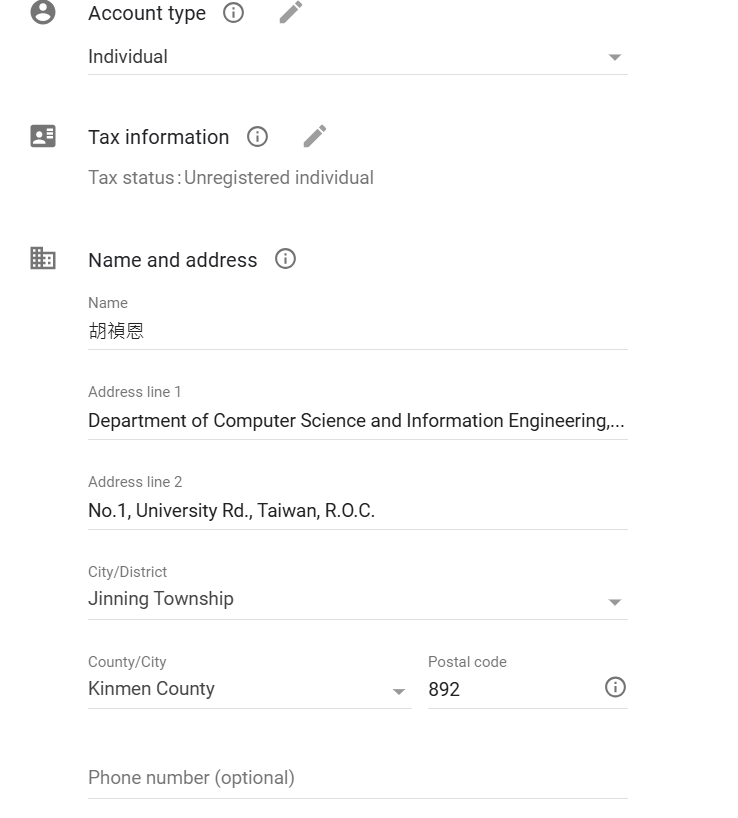 Account type
Individual
Tax information
Tax status: Unregistered individual
Name and address
Name
胡禎恩
Address line 1
Department of Computer Science and Information Engineering,...
Address line 2
No.1, University Rd., Taiwan, R.O.C.
City/District
Jinning Township
County/City
Kinmen County
Postal code
892
Phone number (optional)